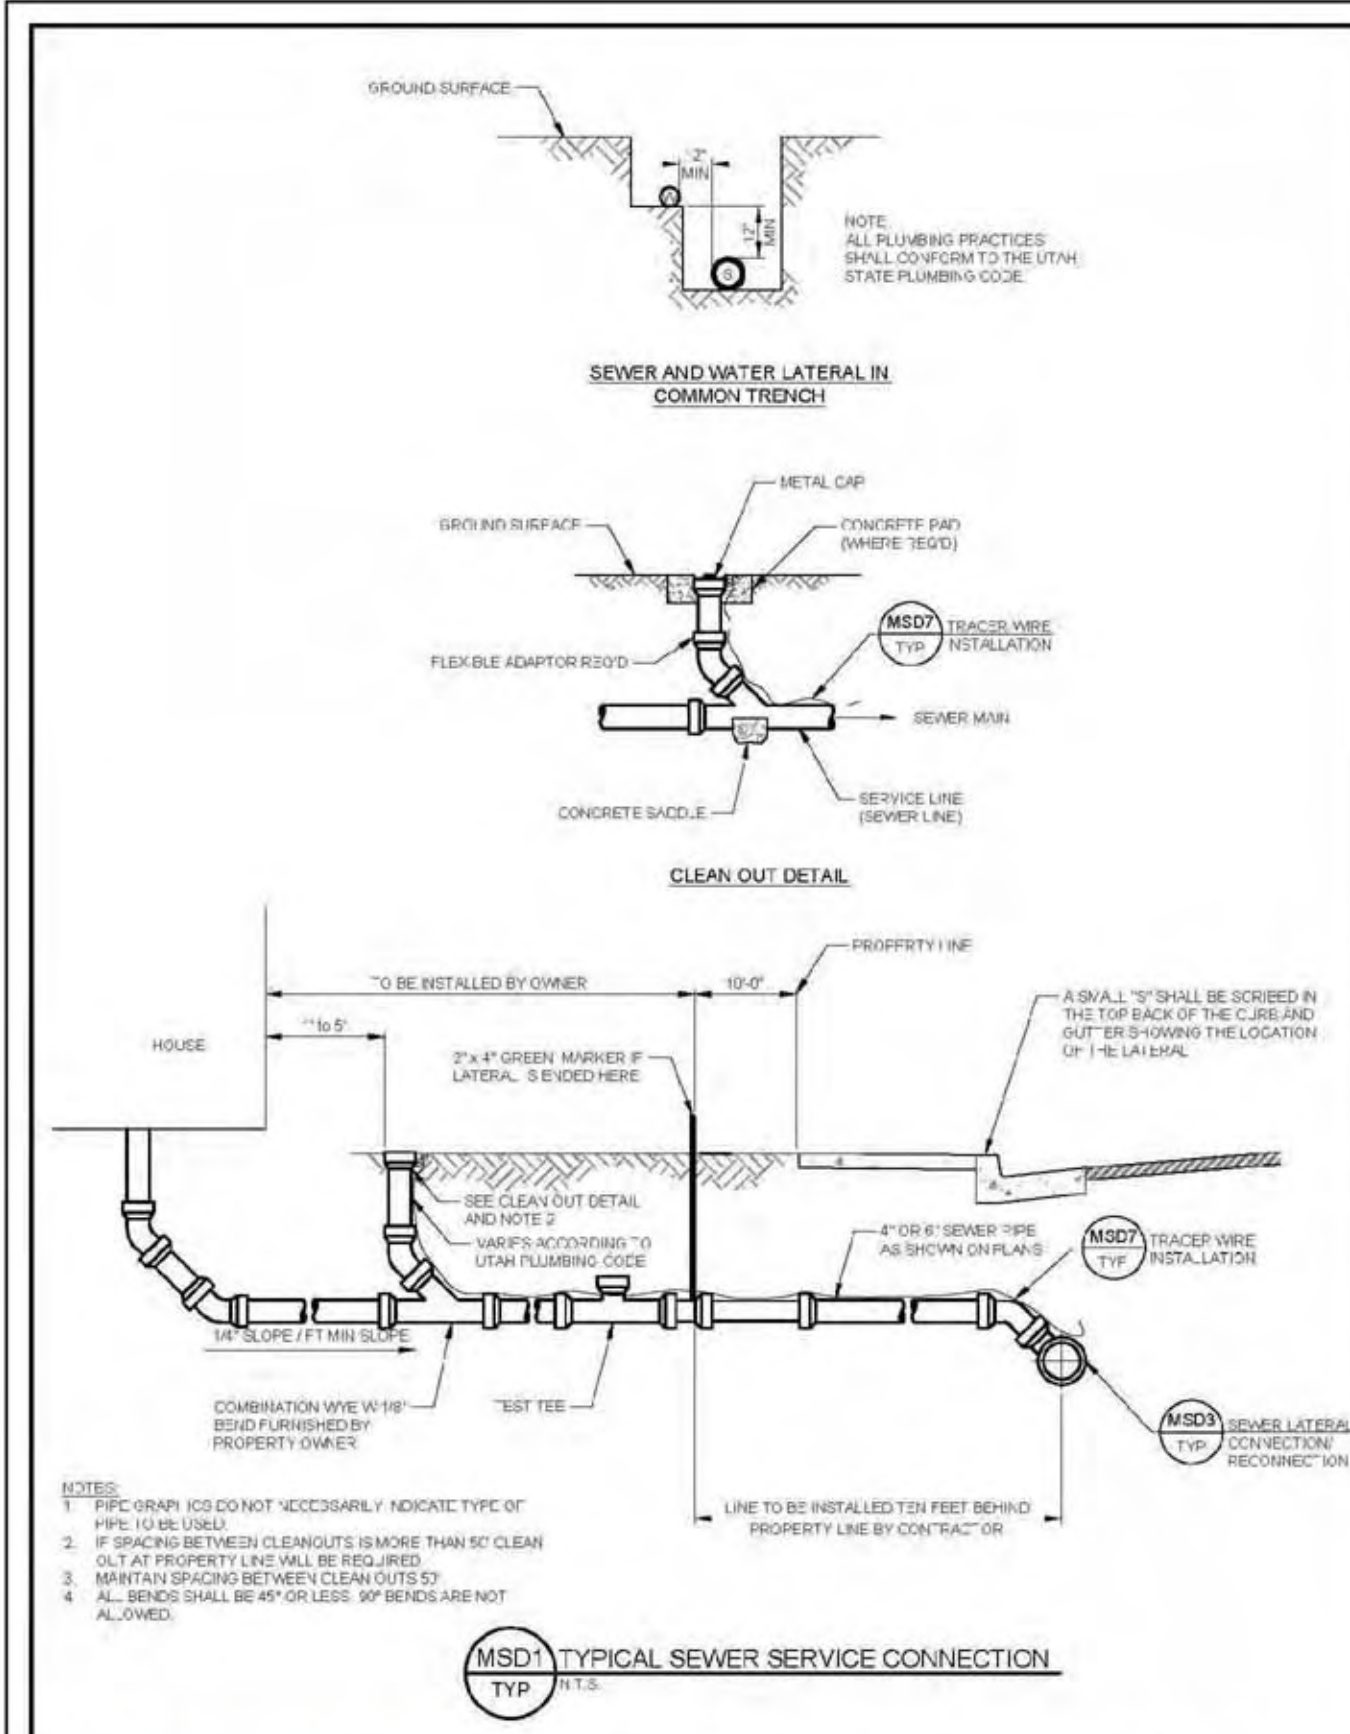 GROUND SURFACE
MIN
W
12"
MIN
S
NOTE
ALL PLUMBING PRACTICES
SHALL CONFORM TO THE UTAH
STATE PLUMBING CODE
SEWER AND WATER LATERAL IN
COMMON TRENCH
METAL CAP
GROUND SURFACE
CONCRETE PAD
(WHERE REQ'D)
MSD7
TYP
TRACER WIRE
INSTALLATION
FLEXIBLE ADAPTOR REQ'D
SEWER MAIN
SERVICE LINE
(SEWER LINE)
CONCRETE SADDLE
CLEAN OUT DETAIL
PROPERTY LINE
TO BE INSTALLED BY OWNER
10'-0"
A SMALL "S" SHALL BE SCRIBED IN
THE TOP BACK OF THE CURB AND
GUTTER SHOWING THE LOCATION
OF THE LATERAL
to 5'
HOUSE
2" x 4" GREEN MARKER IF
LATERAL IS ENDED HERE
SEE CLEAN OUT DETAIL
AND NOTE 2
VARIES ACCORDING TO
UTAH PLUMBING CODE
4" OR 6" SEWER PIPE
AS SHOWN ON PLANS
MSD7
TYP
TRACER WIRE
INSTALLATION
1/4" SLOPE / FT MIN SLOPE
COMBINATION WYE W 1/8"
BEND FURNISHED BY
PROPERTY OWNER
TEST TEE
MSD3
TYP
SEWER LATERAL
CONNECTION/
RECONNECTION
LINE TO BE INSTALLED TEN FEET BEHIND
PROPERTY LINE BY CONTRACTOR
NOTES:
1. PIPE GRAPHICS DO NOT NECESSARILY INDICATE TYPE OF
PIPE TO BE USED.
2. IF SPACING BETWEEN CLEANOUTS IS MORE THAN 50' CLEAN
OUT AT PROPERTY LINE WILL BE REQUIRED
3. MAINTAIN SPACING BETWEEN CLEAN OUTS 50'
4 ALL BENDS SHALL BE 45° OR LESS 90° BENDS ARE NOT
ALLOWED.
MSD1
TYP
TYPICAL SEWER SERVICE CONNECTION
N.T.S.